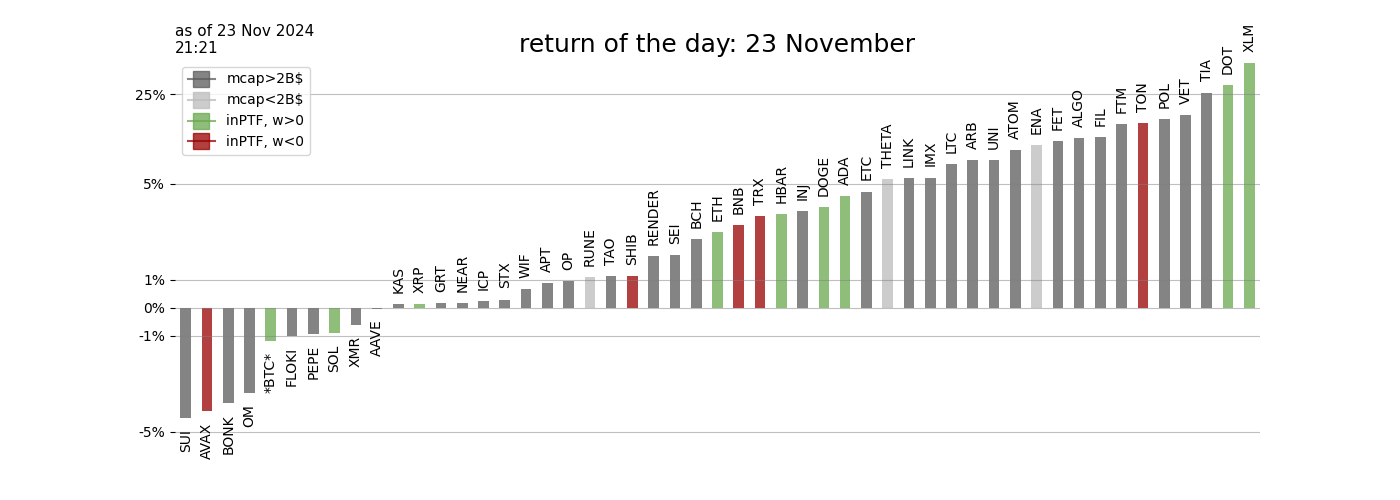 as of 23 Nov 2024
21:21
return of the day: 23 November
mcap>2B$
mcap<2B$
inPTF, w>0
inPTF, w<0
25%
5%
1%
0%
-1%
-5%
SUI
AVAX
BONK
OM
*BTC*
FLOKI
PEPE
SOL
XMR
AAVE
KAS
XRP
GRT
NEAR
ICP
STX
WIF
APT
OP
RUNE
TAO
SHIB
RENDER
SEI
BCH
ETH
BNB
TRX
HBAR
INJ
DOGE
ADA
ETC
THETA
LINK
IMX
LTC
ARB
UNI
ATOM
ENA
FET
ALGO
FIL
FTM
TON
POL
VET
TIA
DOT
XLM